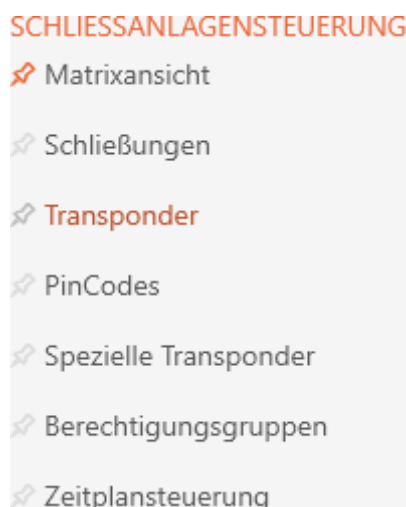 SCHLIESSANLAGENSTEUERUNG
Matrixansicht
Schließungen
Transponder
PinCodes
Spezielle Transponder
Berechtigungsgruppen
Zeitplansteuerung